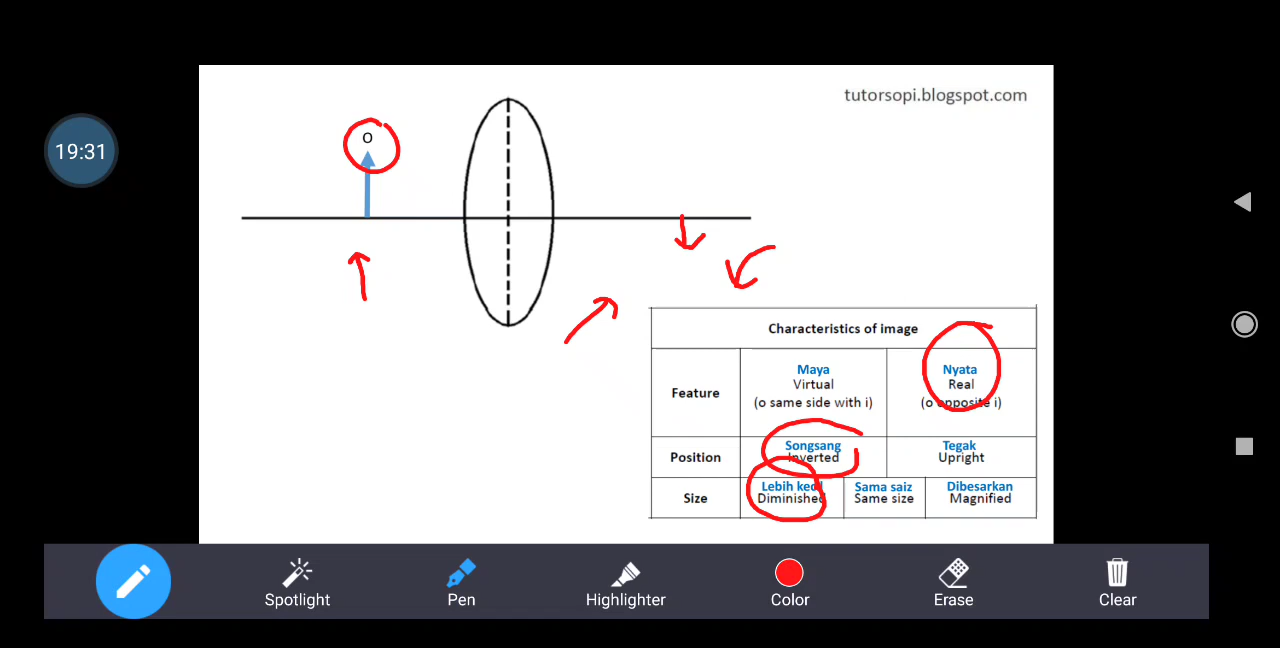 tutorsopi.blogspot.com
19:31
o
Characteristics of image
Feature
Maya
Virtual
(o same side with i)
Nyata
Real
(o opposite i)
Position
Songsang
Inverted
Tegak
Upright
Size
Lebih kecil
Diminished
Sama saiz
Same size
Dibesarkan
Magnified
Spotlight
Pen
Highlighter
Color
Erase
Clear